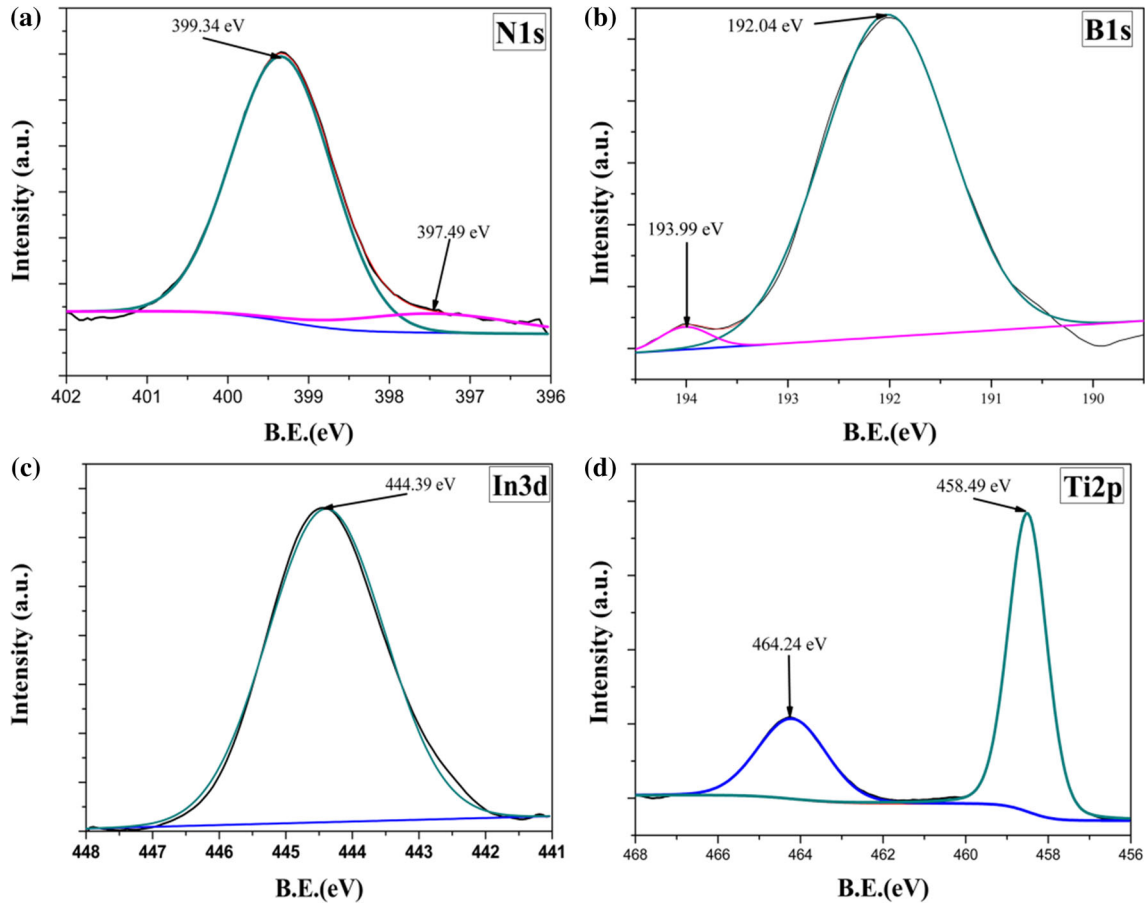 (a)
399.34 eV
N1s
397.49 eV
Intensity (a.u.)
402 401 400 399 398 397 396
B.E.(eV)
(b)
192.04 eV
B1s
193.99 eV
Intensity (a.u.)
194 193 192 191 190
B.E.(eV)
(c)
444.39 eV
In3d
Intensity (a.u.)
448 447 446 445 444 443 442 441
B.E.(eV)
(d)
458.49 eV
Ti2p
464.24 eV
Intensity (a.u.)
468 466 464 462 460 458 456
B.E.(eV)